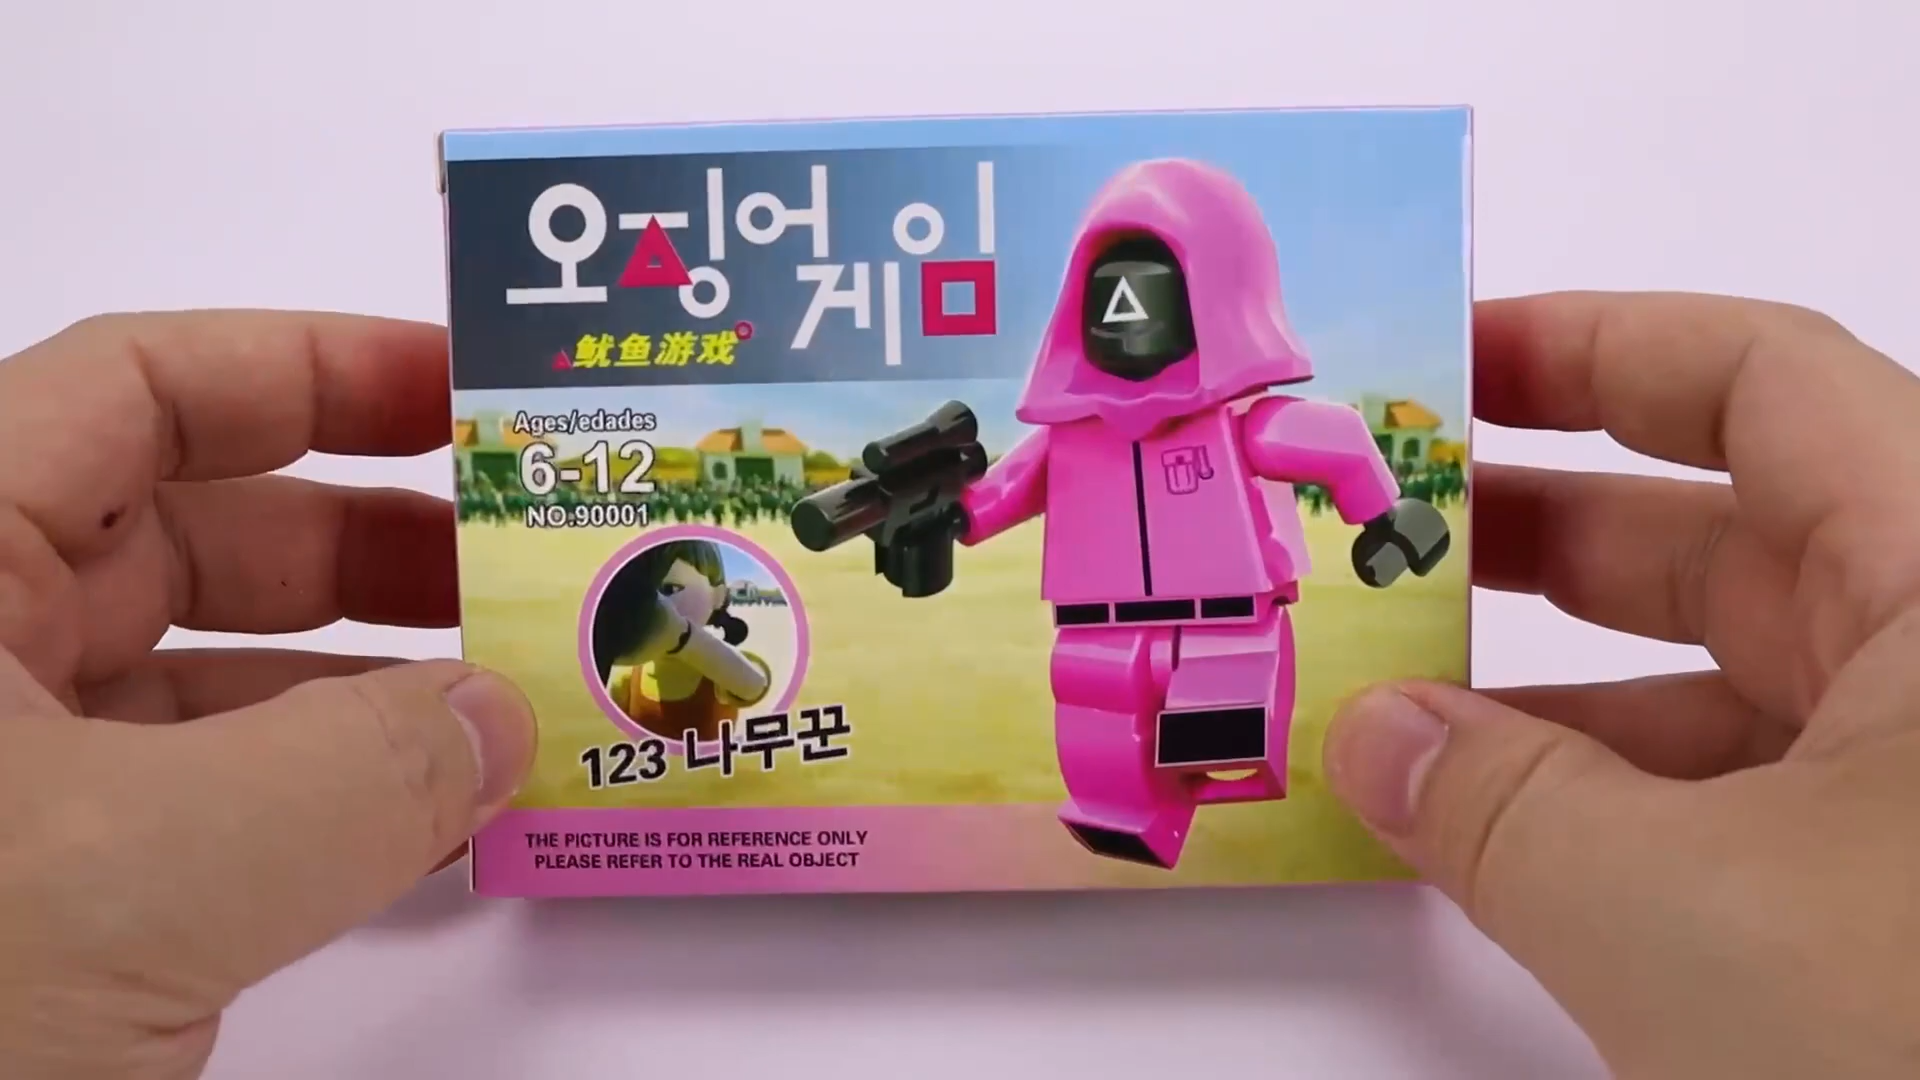 오징어 게임
鱿鱼游戏
Ages/edades
6-12
NO.90001
123 나무꾼
THE PICTURE IS FOR REFERENCE ONLY
PLEASE REFER TO THE REAL OBJECT